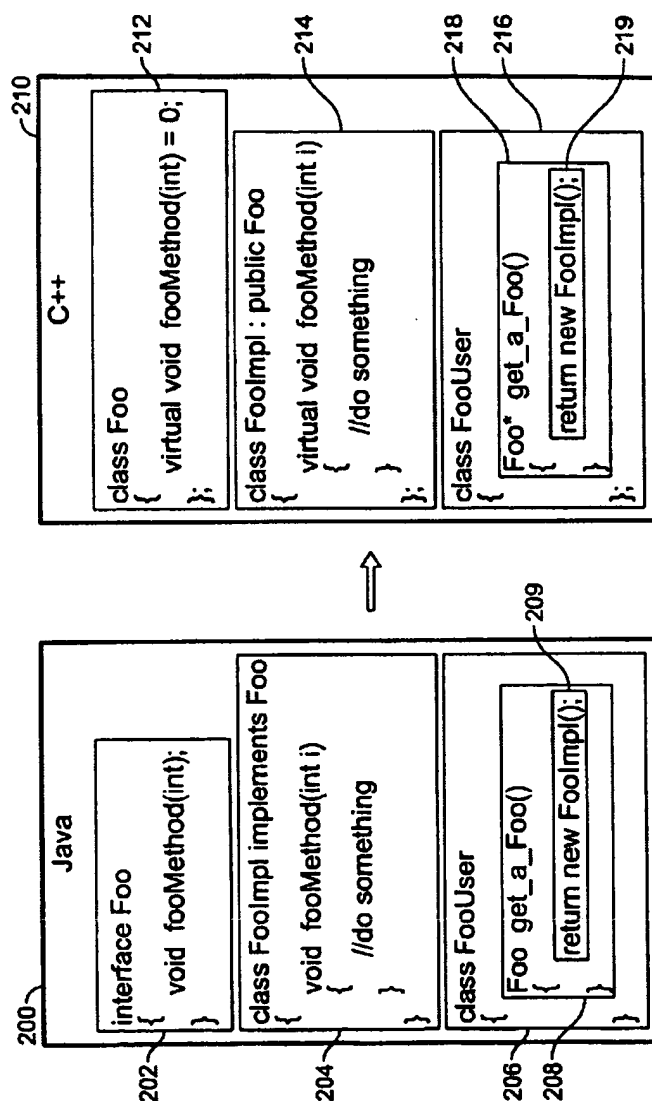 200
Java
202
interface Foo
{
void fooMethod(int);
}
204
class FooImpl implements Foo
{
void fooMethod(int i)
{
//do something
}
}
206
class FooUser
{
208
Foo get_a_Foo()
{
return new FooImpl();
209
}
}
210
C++
212
class Foo
{
virtual void fooMethod(int) = 0;
};
214
class FooImpl : public Foo
{
virtual void fooMethod(int i)
{
//do something
}
};
216
class FooUser
{
218
Foo* get_a_Foo()
{
return new FooImpl();
219
}
};